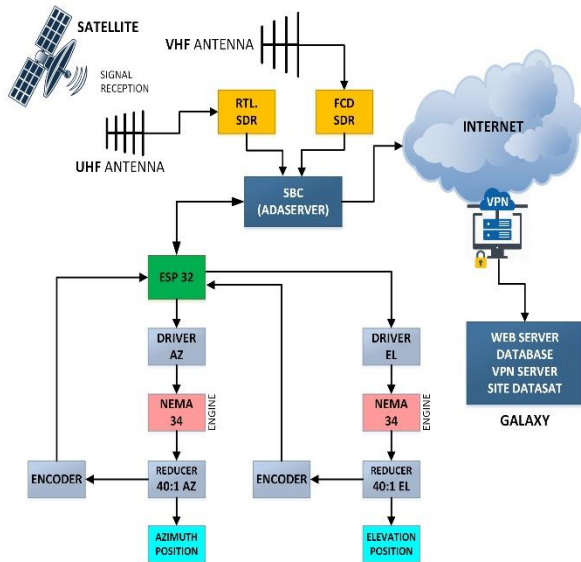 SATELLITE
SIGNAL
RECEPTION
VHF ANTENNA
UHF ANTENNA
RTL.
SDR
FCD
SDR
INTERNET
SBC
(ADASERVER)
VPN
ESP 32
DRIVER
AZ
DRIVER
EL
WEB SERVER
DATABASE
VPN SERVER
SITE DATASAT
GALAXY
NEMA
34
ENGINE
NEMA
34
ENGINE
ENCODER
REDUCER
40:1 AZ
ENCODER
REDUCER
40:1 EL
AZIMUTH
POSITION
ELEVATION
POSITION